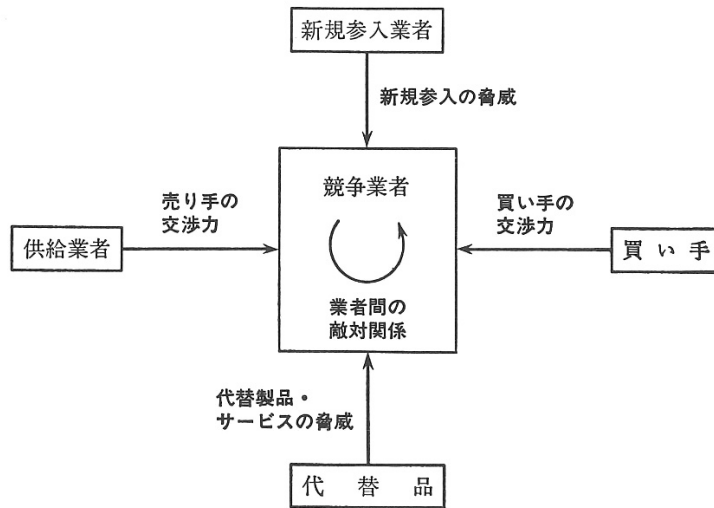 新規参入業者
新規参入の脅威
競争業者
売り手の
交渉力
買い手の
交渉力
供給業者
買い手
業者間の
敵対関係
代替製品・
サービスの脅威
代替品